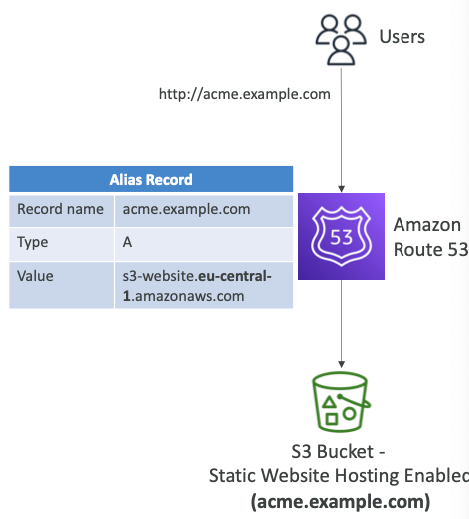 Users
http://acme.example.com
Alias Record
Record name acme.example.com
Type A
Value s3-website.eu-central-
1.amazonaws.com
53
Amazon
Route 53
S3 Bucket -
Static Website Hosting Enabled
(acme.example.com)